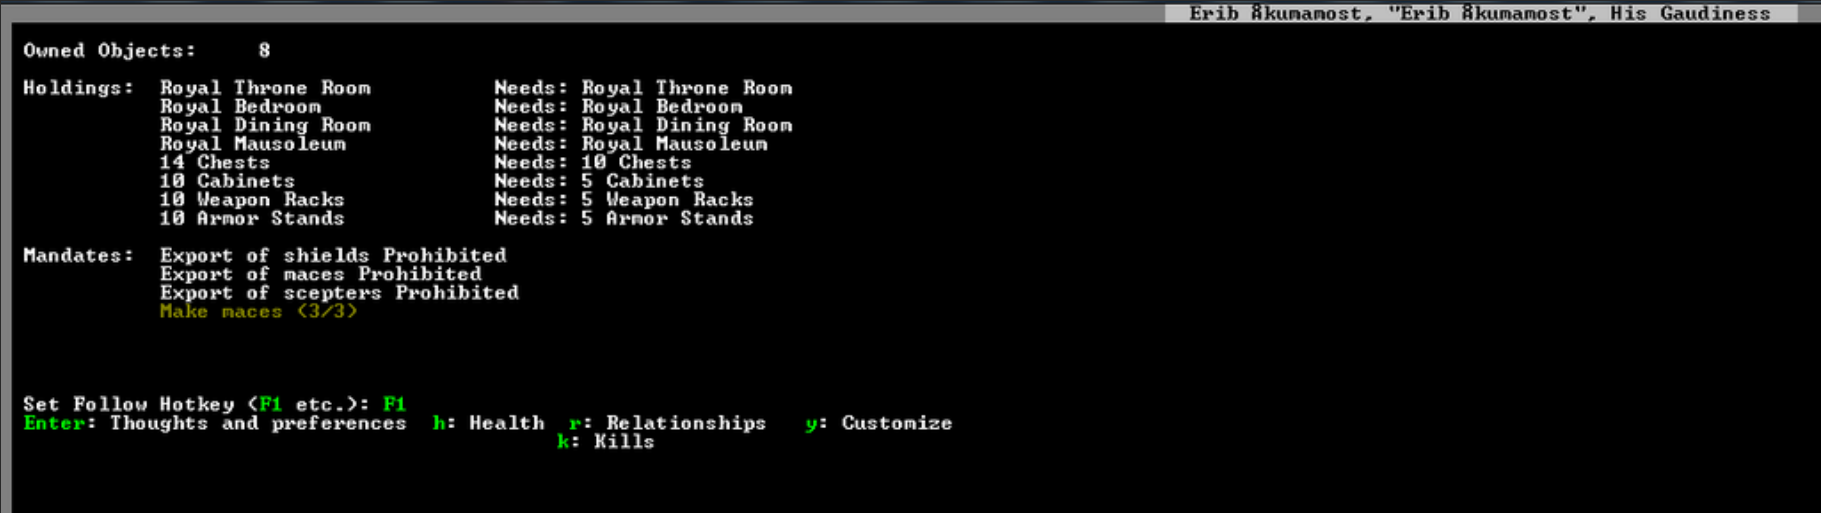 Erib Åkumamost, "Erib Åkumamost", His Gaudiness
Owned Objects: 8
Holdings: Royal Throne Room Needs: Royal Throne Room
Royal Bedroom Needs: Royal Bedroom
Royal Dining Room Needs: Royal Dining Room
Royal Mausoleum Needs: Royal Mausoleum
14 Chests Needs: 10 Chests
10 Cabinets Needs: 5 Cabinets
10 Weapon Racks Needs: 5 Weapon Racks
10 Armor Stands Needs: 5 Armor Stands
Mandates: Export of shields Prohibited
Export of maces Prohibited
Export of scepters Prohibited
Make maces (3/3)
Set Follow Hotkey (F1 etc.): F1
Enter: Thoughts and preferences h: Health r: Relationships y: Customize
k: Kills